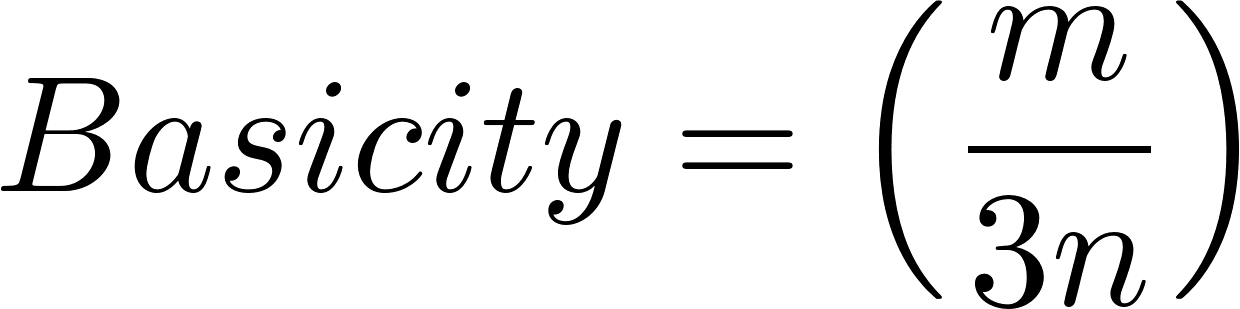 Basicity = (m/3n)